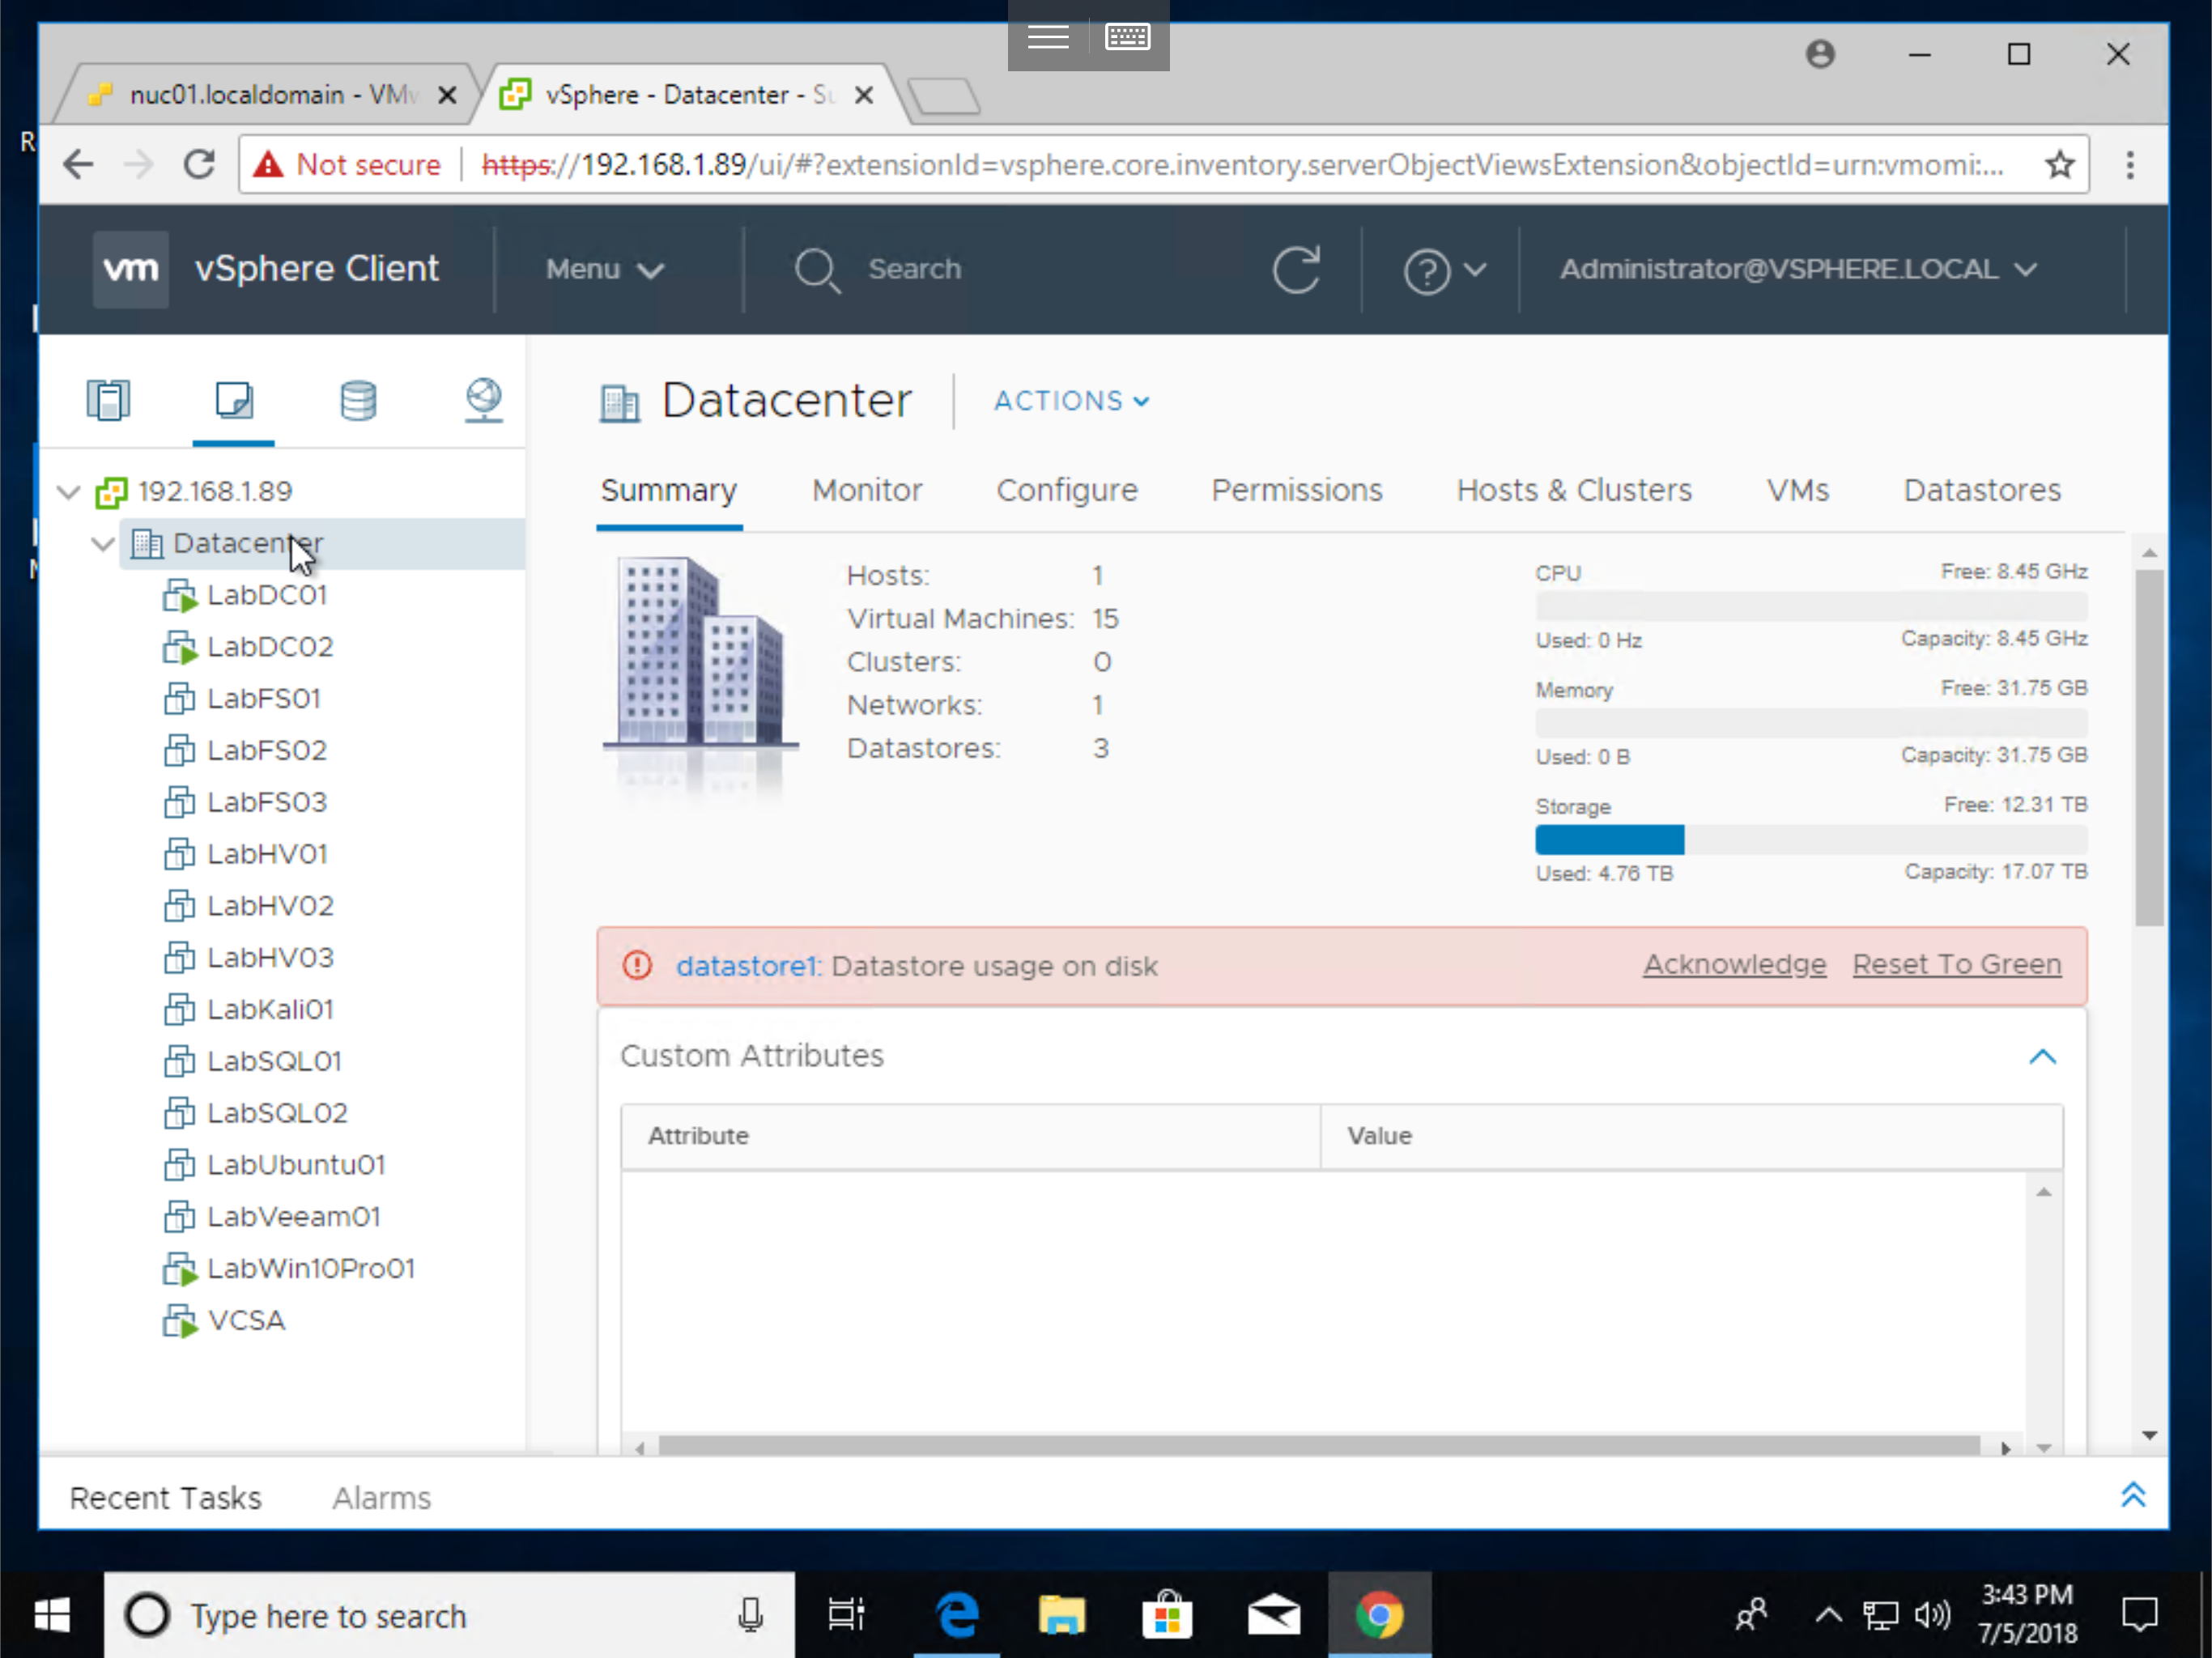 nuc01.localdomain - VMw
vSphere - Datacenter - Su
R
Not secure
https://192.168.1.89/ui/#?extensionId=vsphere.core.inventory.serverObjectViewsExtension&objectId=urn:vmomi:...
vm vSphere Client
Menu
Search
Administrator@VSPHERE.LOCAL
Datacenter
ACTIONS
Summary
Monitor
Configure
Permissions
Hosts & Clusters
VMs
Datastores
192.168.1.89
Datacenter
LabDC01
LabDC02
LabFS01
LabFS02
LabFS03
LabHV01
LabHV02
LabHV03
LabKali01
LabSQL01
LabSQL02
LabUbuntu01
LabVeeam01
LabWin10Pro01
VCSA
Hosts: 1
Virtual Machines: 15
Clusters: 0
Networks: 1
Datastores: 3
CPU Free: 8.45 GHz
Used: 0 Hz Capacity: 8.45 GHz
Memory Free: 31.75 GB
Used: 0 B Capacity: 31.75 GB
Storage Free: 12.31 TB
Used: 4.76 TB Capacity: 17.07 TB
datastore1: Datastore usage on disk
Acknowledge Reset To Green
Custom Attributes
Attribute Value
Recent Tasks Alarms
Type here to search
3:43 PM
7/5/2018